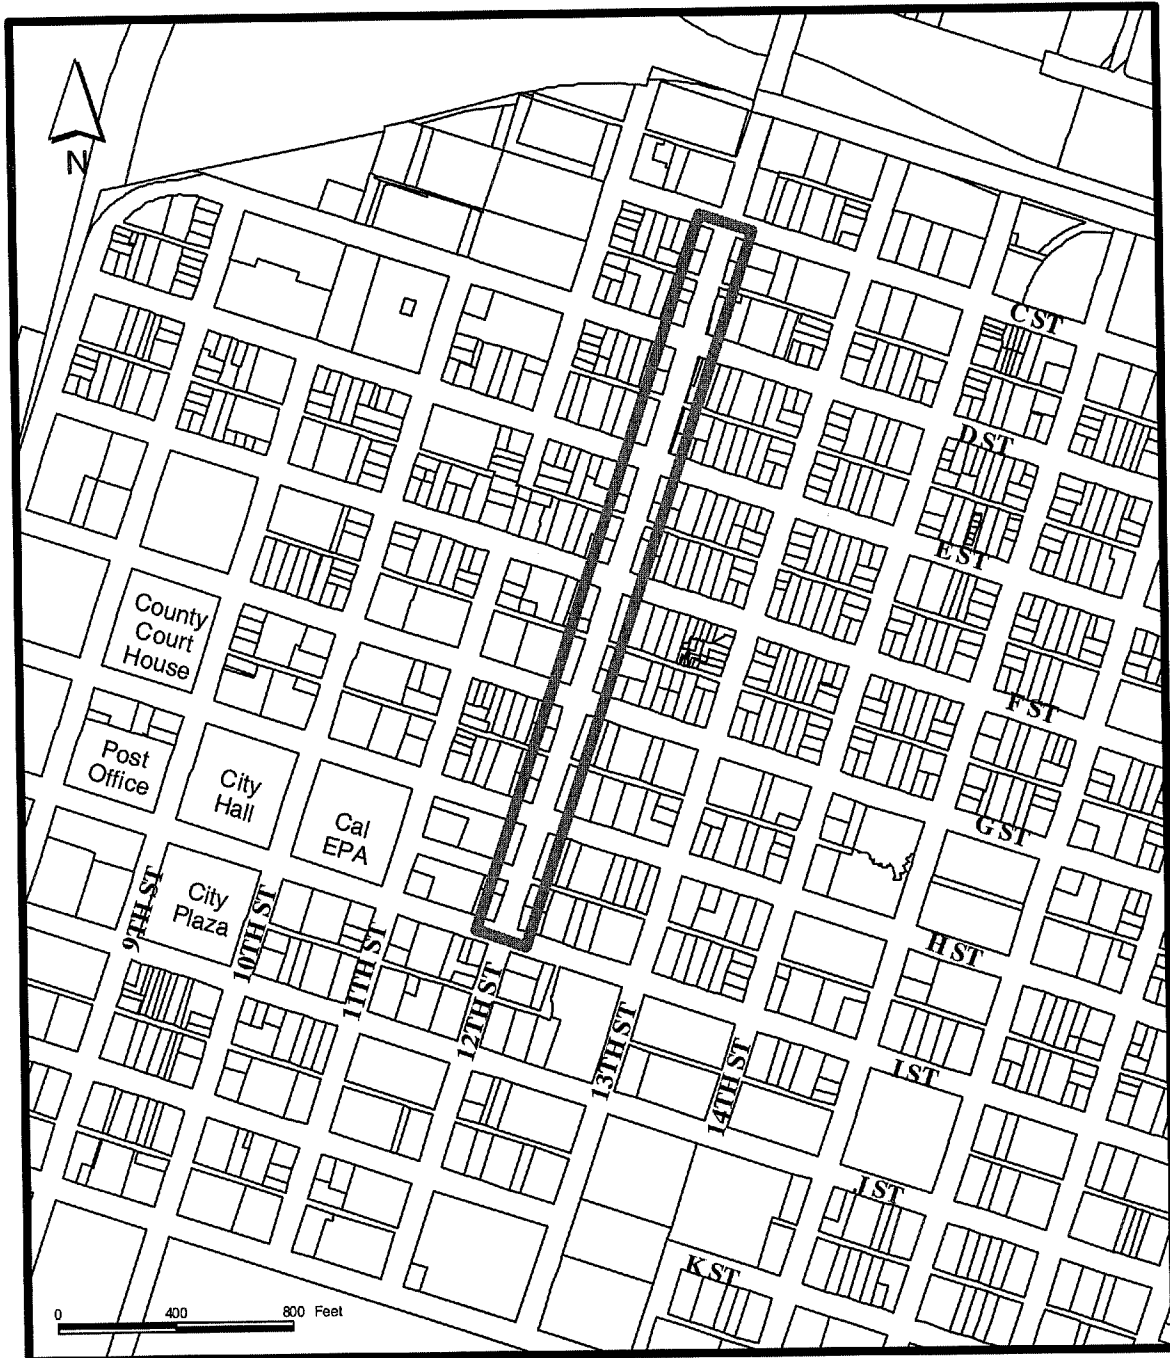 N
C ST
D ST
E ST
County
Court
House
F ST
Post
Office
City
Hall
Cal
EPA
G ST
City
Plaza
9TH ST
10TH ST
11TH ST
H ST
12TH ST
13TH ST
14TH ST
I ST
J ST
K ST
0 400 800 Feet